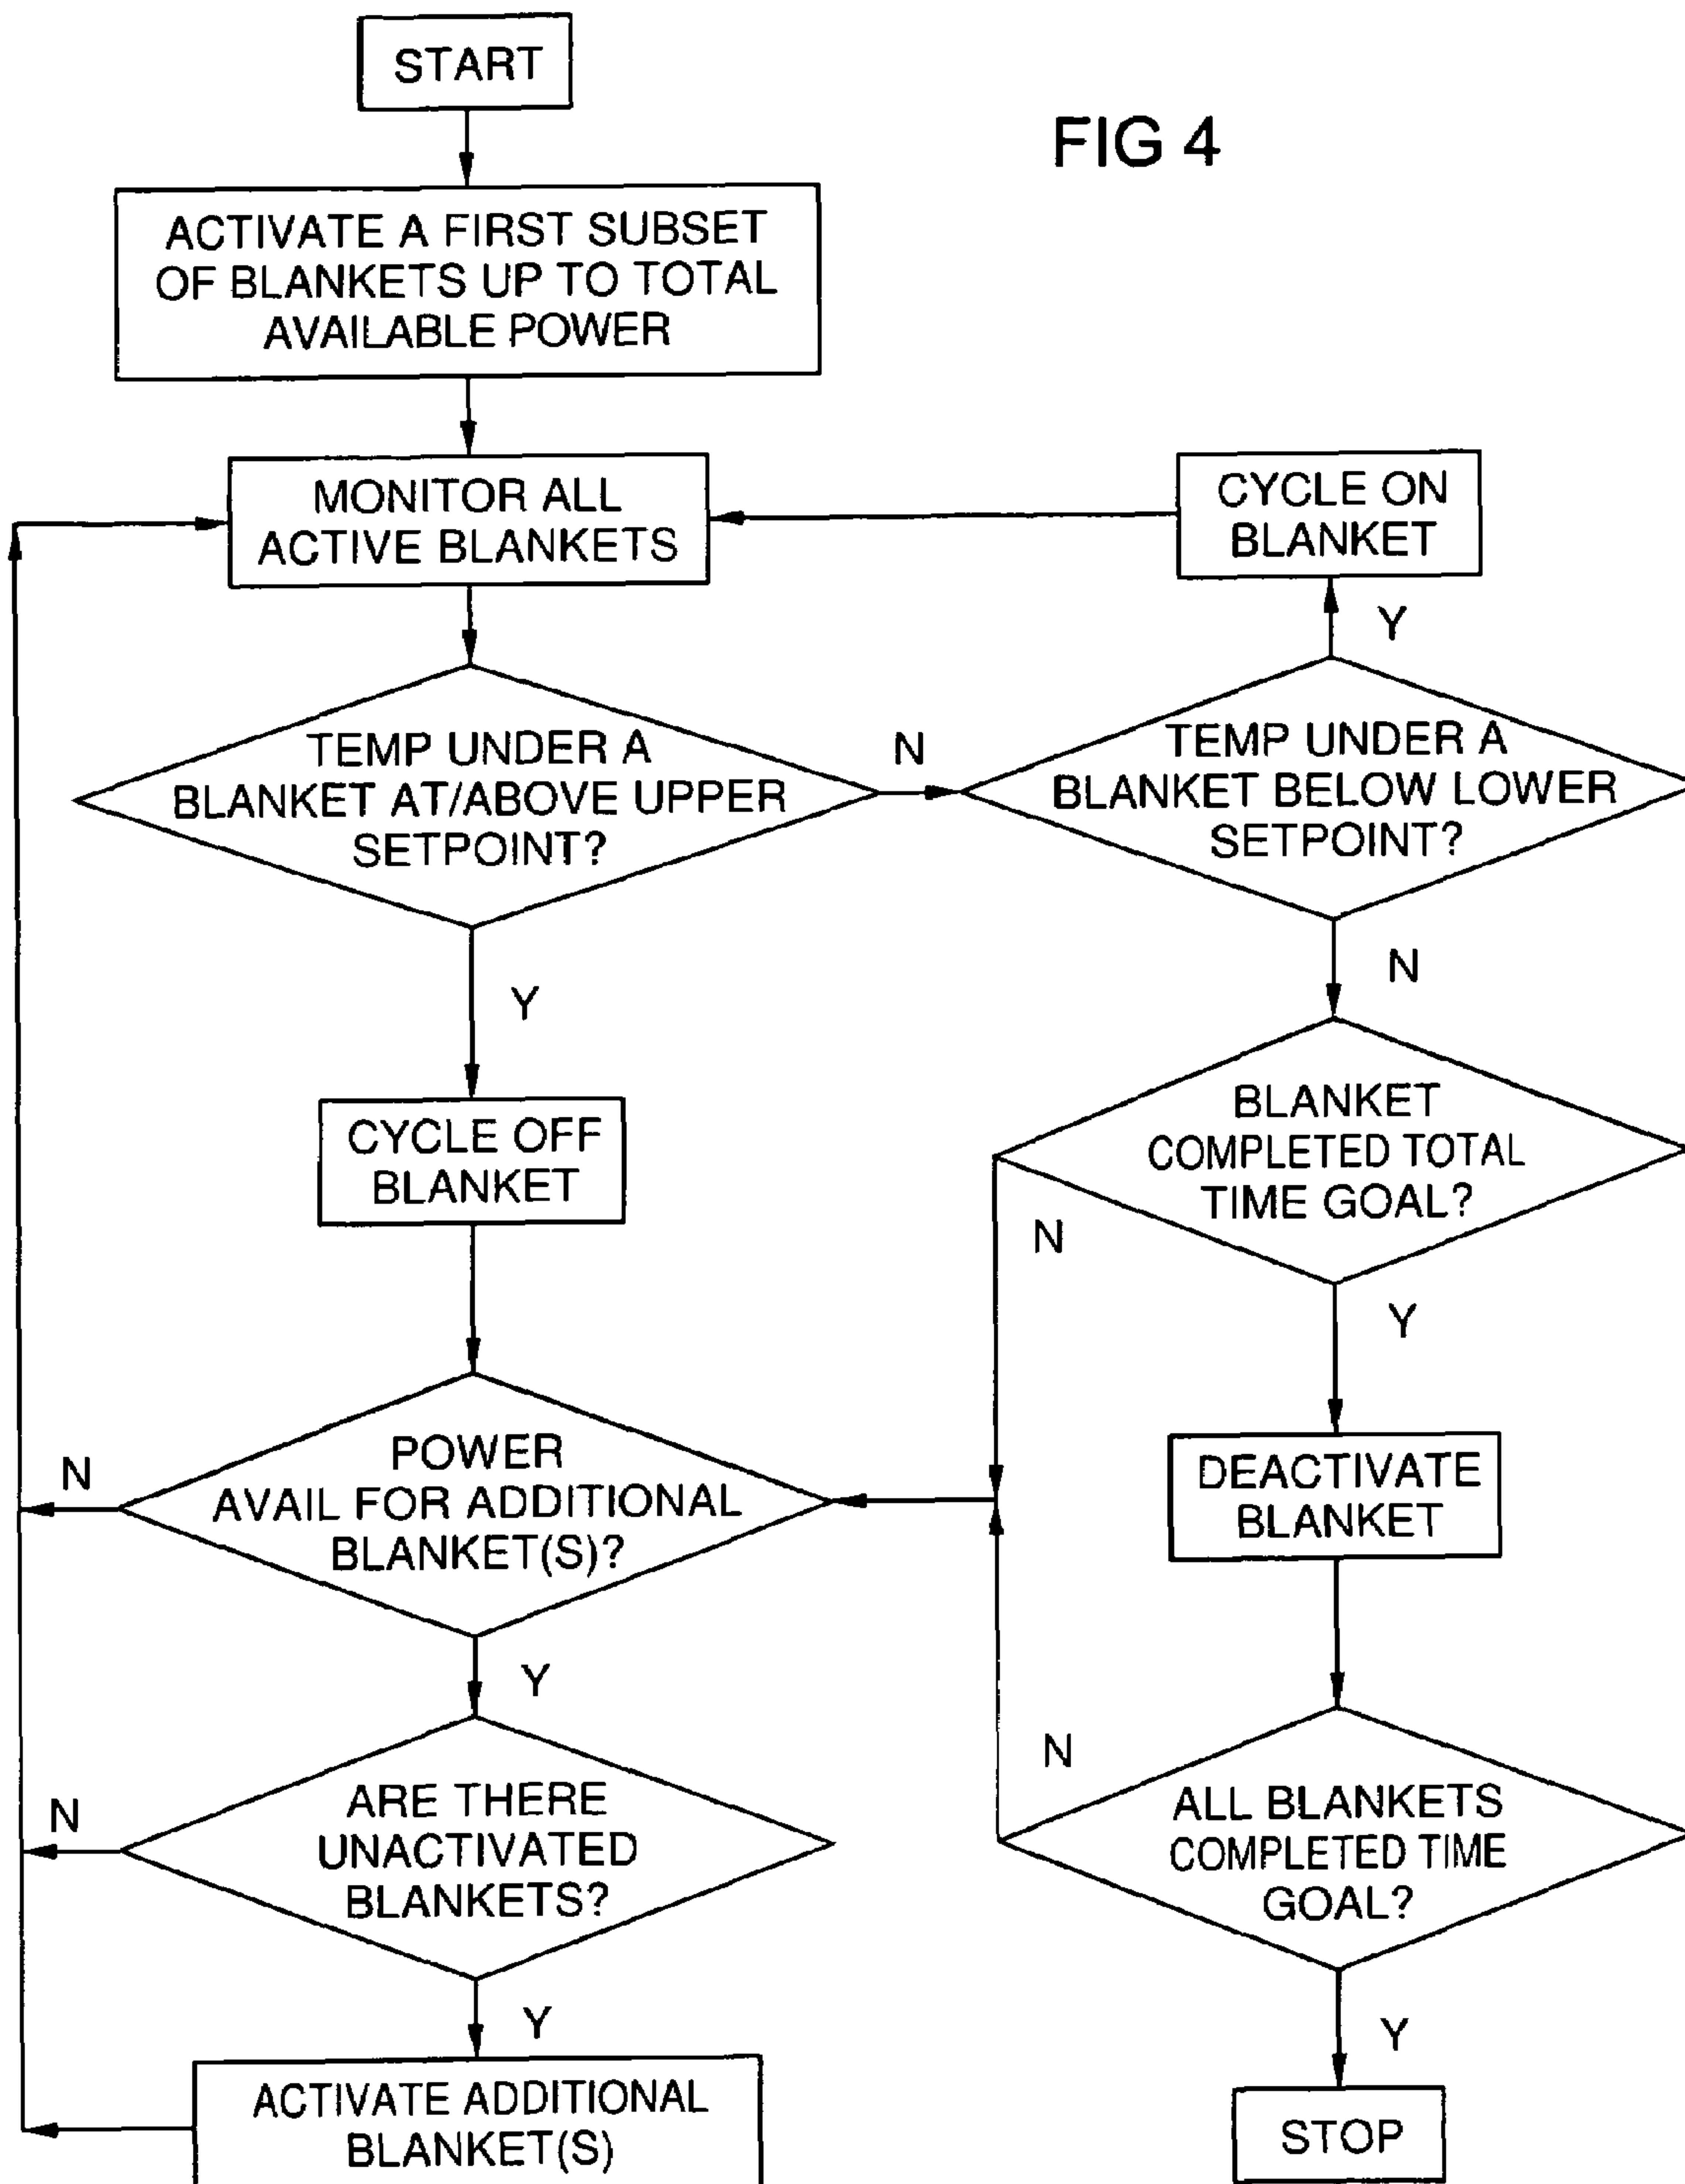 START
FIG 4
ACTIVATE A FIRST SUBSET
OF BLANKETS UP TO TOTAL
AVAILABLE POWER
MONITOR ALL
ACTIVE BLANKETS
CYCLE ON
BLANKET
Y
TEMP UNDER A
BLANKET AT/ABOVE UPPER
SETPOINT?
N
TEMP UNDER A
BLANKET BELOW LOWER
SETPOINT?
Y
N
CYCLE OFF
BLANKET
BLANKET
COMPLETED TOTAL
TIME GOAL?
N
Y
POWER
AVAIL FOR ADDITIONAL
BLANKET(S)?
N
DEACTIVATE
BLANKET
Y
ARE THERE
UNACTIVATED
BLANKETS?
N
N
ALL BLANKETS
COMPLETED TIME
GOAL?
Y
Y
ACTIVATE ADDITIONAL
BLANKET(S)
STOP